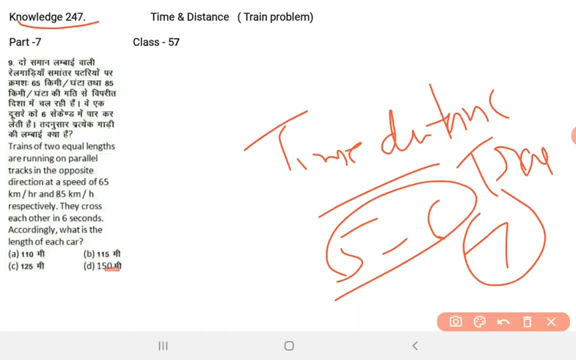 Knowledge 247.
Time & Distance ( Train problem)
Part -7
Class - 57
9. दो समान लम्बाई वाली
रेलगाड़ियाँ समांतर पटरियों पर
क्रमशः 65 किमी/घंटा तथा 85
किमी/घंटा की गति से विपरीत
दिशा में चल रही हैं। वे एक
दूसरे को 6 सेकेण्ड में पार कर
लेती है। तदनुसार प्रत्येक गाड़ी
की लम्बाई क्या है?
Trains of two equal lengths
are running on parallel
tracks in the opposite
direction at a speed of 65
km/hr and 85 km/h
respectively. They cross
each other in 6 seconds.
Accordingly, what is the
length of each car?
(a) 110 मी (b) 115 मी
(c) 125 मी (d) 150 मी
Time
7